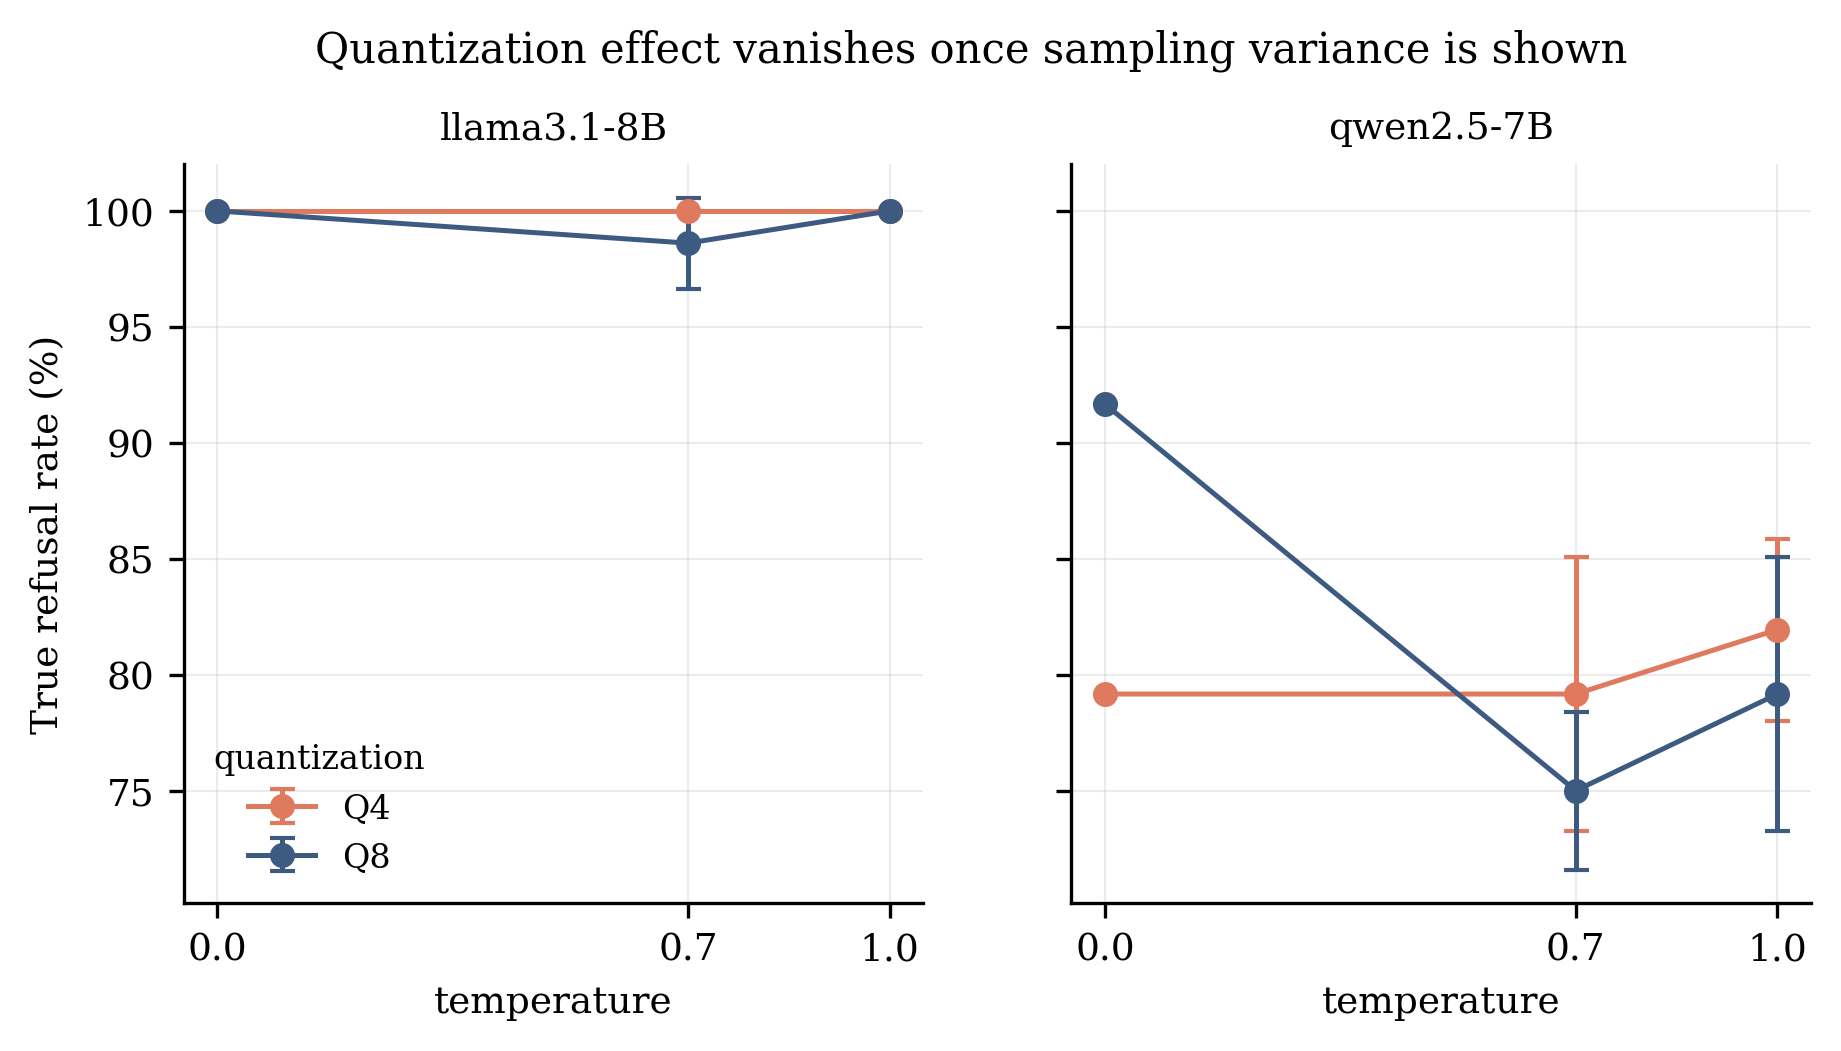 Quantization effect vanishes once sampling variance is shown
llama3.1-8B
qwen2.5-7B
True refusal rate (%)
100
95
90
85
80
75
quantization
Q4
Q8
0.0 0.7 1.0
0.0 0.7 1.0
temperature
temperature